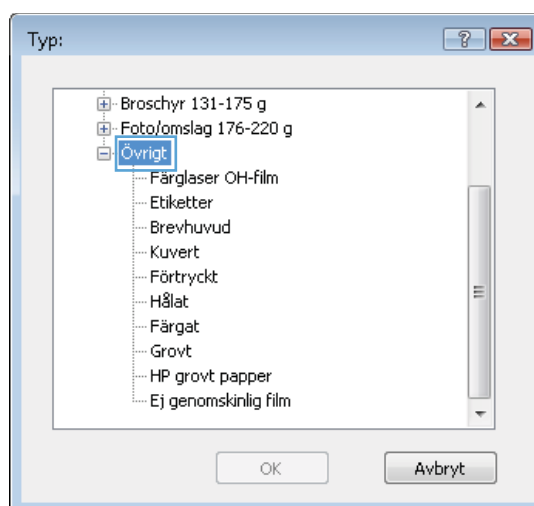 Typ:
Broschyr 131-175 g
Foto/omslag 176-220 g
Övrigt
Färglaser OH-film
Etiketter
Brevhuvud
Kuvert
Förtryckt
Hålat
Färgat
Grovt
HP grovt papper
Ej genomskinlig film
OK
Avbryt